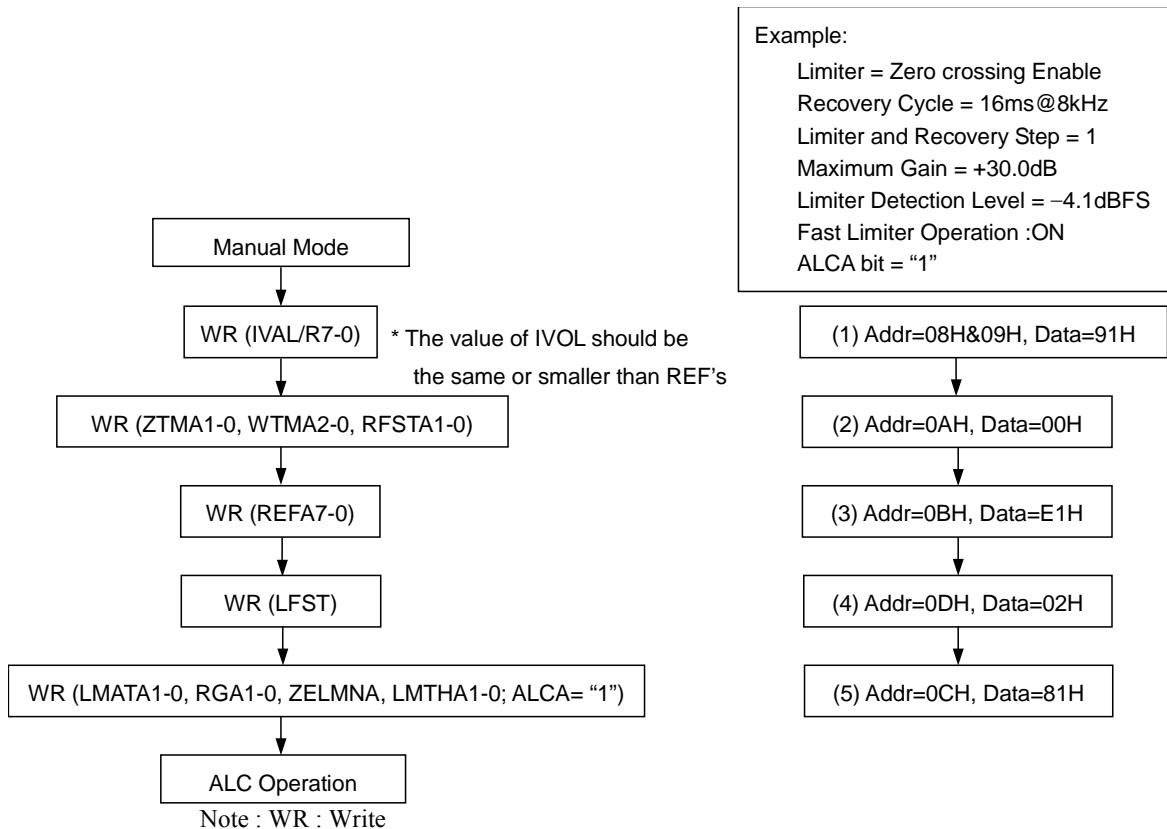 Example:
Limiter = Zero crossing Enable
Recovery Cycle = 16ms@8kHz
Limiter and Recovery Step = 1
Maximum Gain = +30.0dB
Limiter Detection Level = −4.1dBFS
Fast Limiter Operation :ON
ALCA bit = “1”
Manual Mode
WR (IVAL/R7-0)
* The value of IVOL should be
the same or smaller than REF’s
WR (ZTMA1-0, WTMA2-0, RFSTA1-0)
WR (REFA7-0)
WR (LFST)
WR (LMATA1-0, RGA1-0, ZELMNA, LMTHA1-0; ALCA= “1”)
ALC Operation
Note : WR : Write
(1) Addr=08H&09H, Data=91H
(2) Addr=0AH, Data=00H
(3) Addr=0BH, Data=E1H
(4) Addr=0DH, Data=02H
(5) Addr=0CH, Data=81H